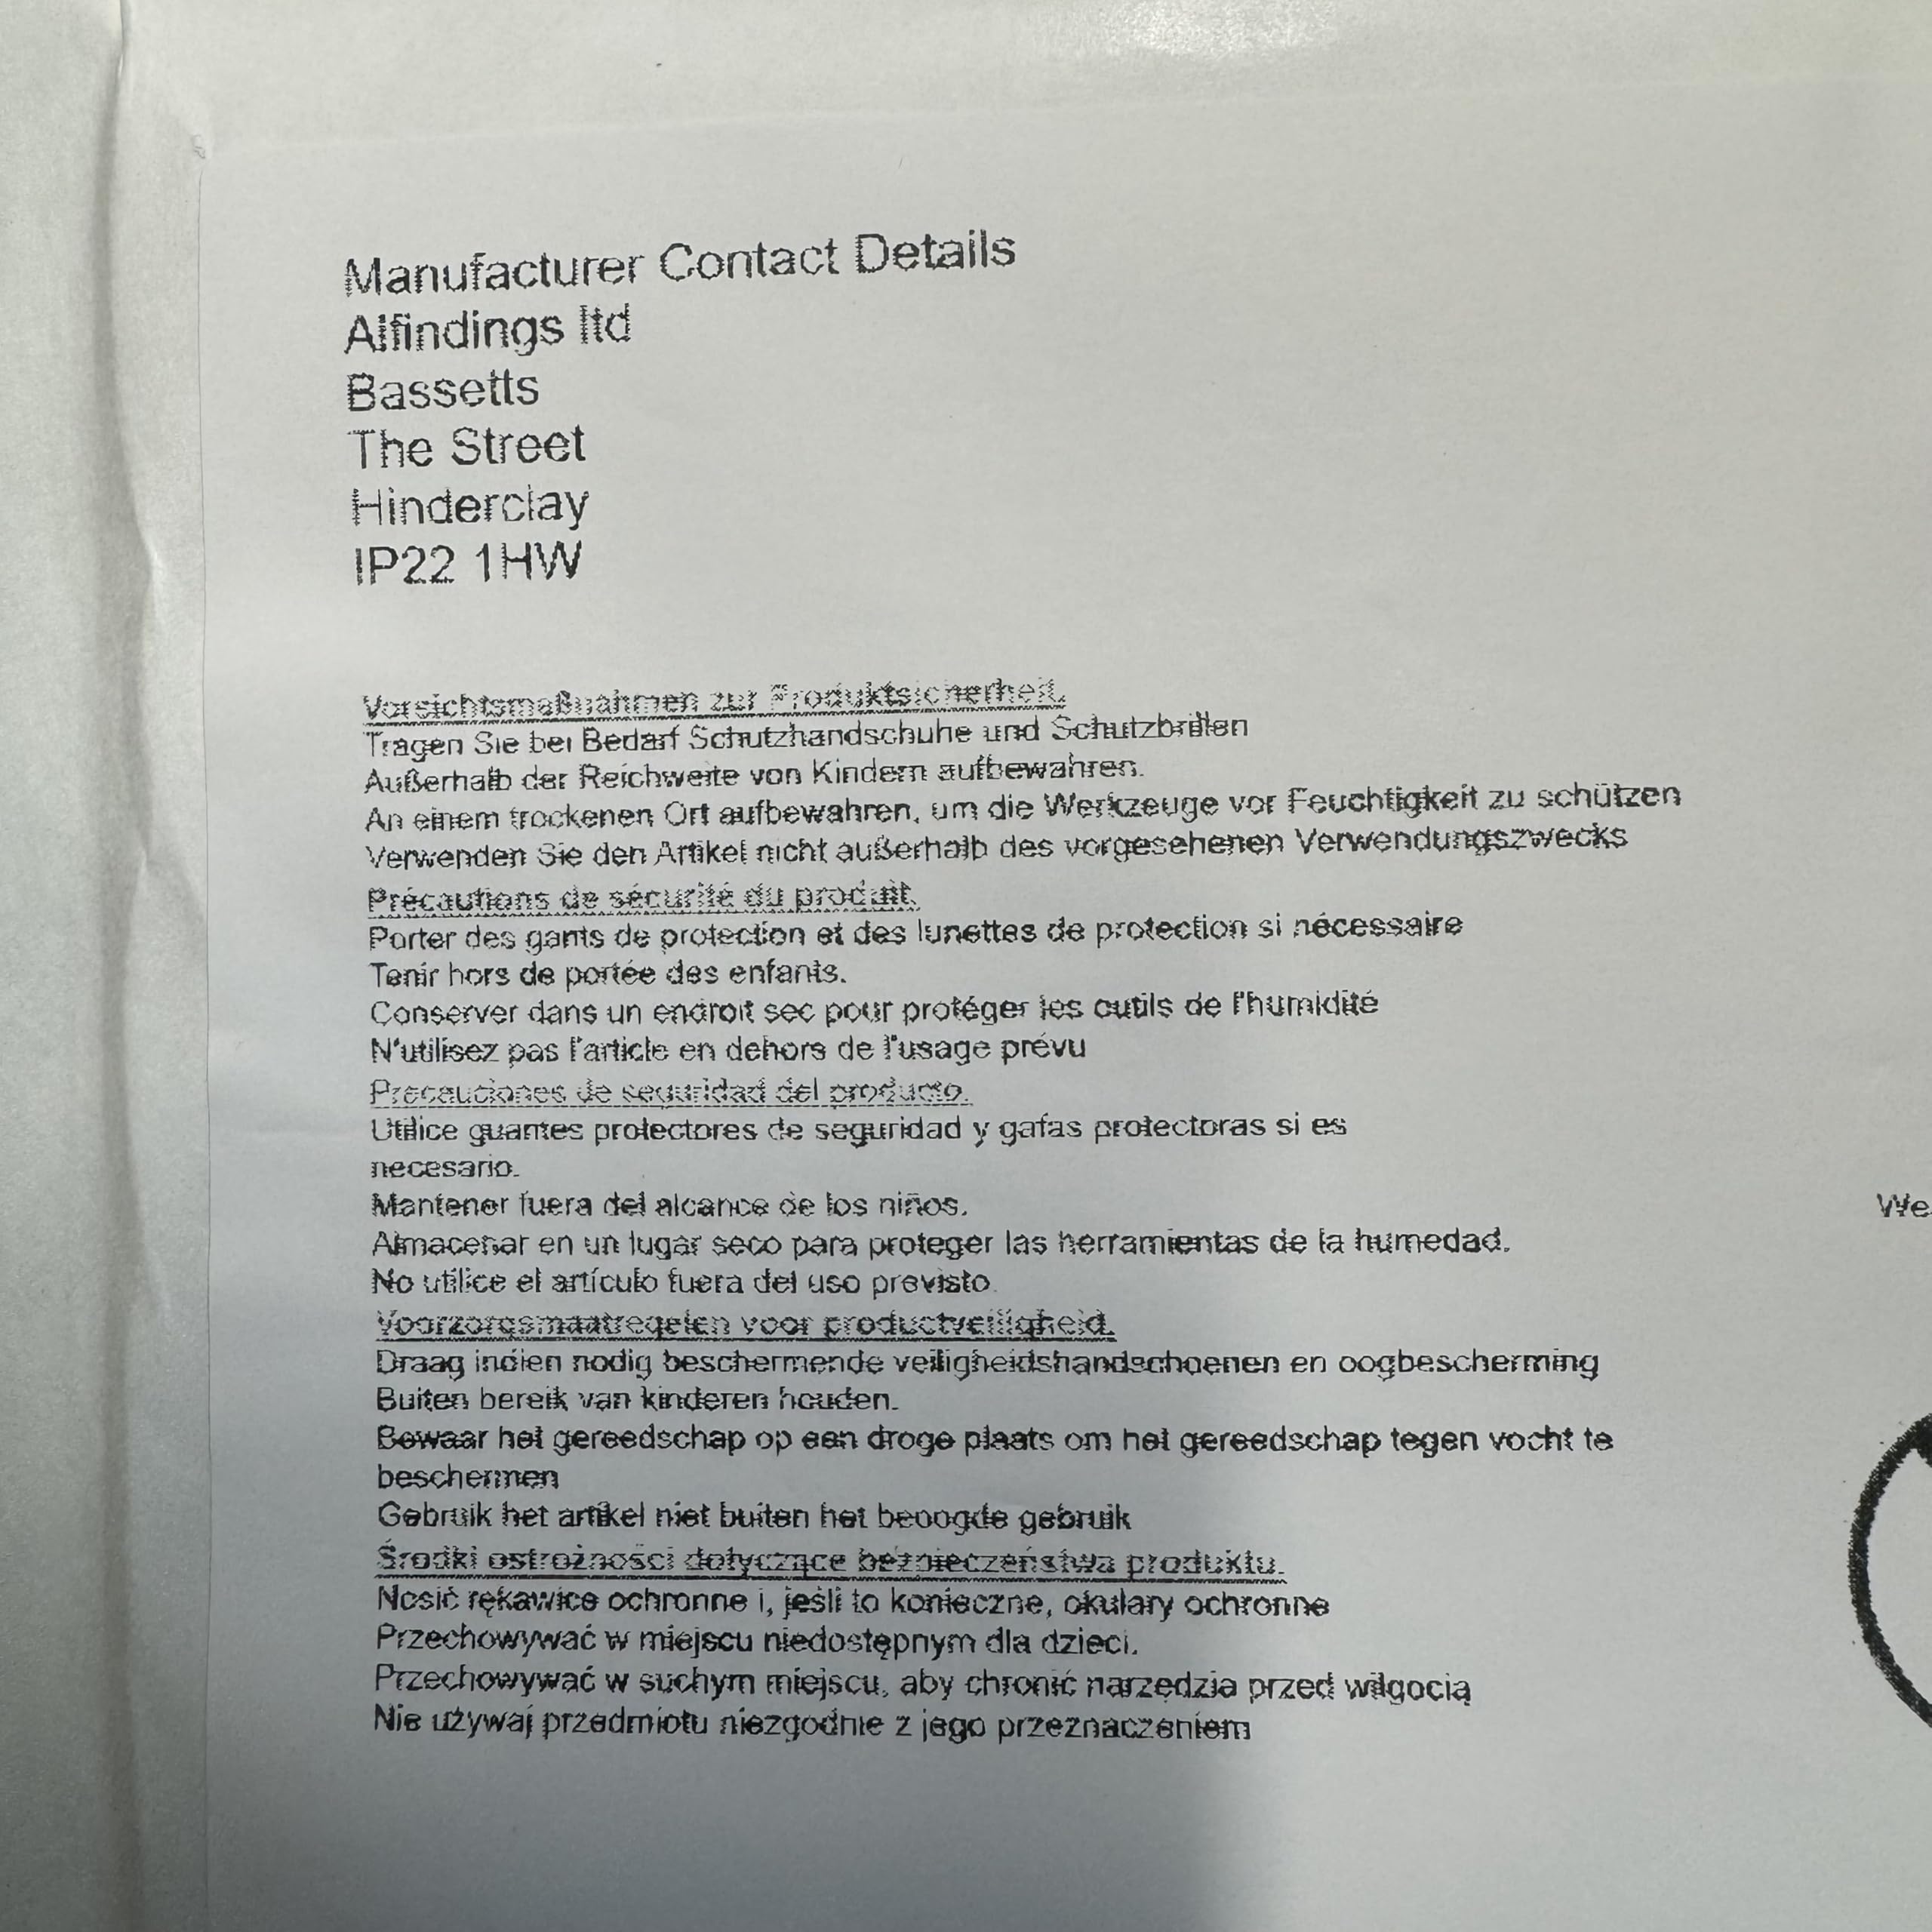 Manufacturer Contact Details
Alfindings ltd
Bassetts
The Street
Hinderclay
IP22 1HW
Vorsichtsmaßnahmen zur Produktsicherheit.
Tragen Sie bei Bedarf Schutzhandschuhe und Schutzbrillen
Außerhalb der Reichweite von Kindern aufbewahren.
An einem trockenen Ort aufbewahren, um die Werkzeuge vor Feuchtigkeit zu schützen
Verwenden Sie den Artikel nicht außerhalb des vorgesehenen Verwendungszwecks
Précautions de sécurité du produit.
Porter des gants de protection et des lunettes de protection si nécessaire
Tenir hors de portée des enfants.
Conserver dans un endroit sec pour protéger les outils de l'humidité
N'utilisez pas l'article en dehors de l'usage prévu
Precauciones de seguridad del producto.
Utilice guantes protectores de seguridad y gafas protectoras si es
necesario.
Mantener fuera del alcance de los niños.
Almacenar en un lugar seco para proteger las herramientas de la humedad.
No utilice el artículo fuera del uso previsto.
We
Voorzorgsmaatregelen voor productveiligheid.
Draag indien nodig beschermende veiligheidshandschoenen en oogbescherming
Buiten bereik van kinderen houden.
Bewaar het gereedschap op een droge plaats om het gereedschap tegen vocht te
beschermen
Gebruik het artikel niet buiten het beoogde gebruik
Środki ostrożności dotyczące bezpieczeństwa produktu.
Nosić rękawice ochronne i, jeśli to konieczne, okulary ochronne
Przechowywać w miejscu niedostępnym dla dzieci.
Przechowywać w suchym miejscu, aby chronić narzędzia przed wilgocią
Nie używaj przedmiotu niezgodnie z jego przeznaczeniem